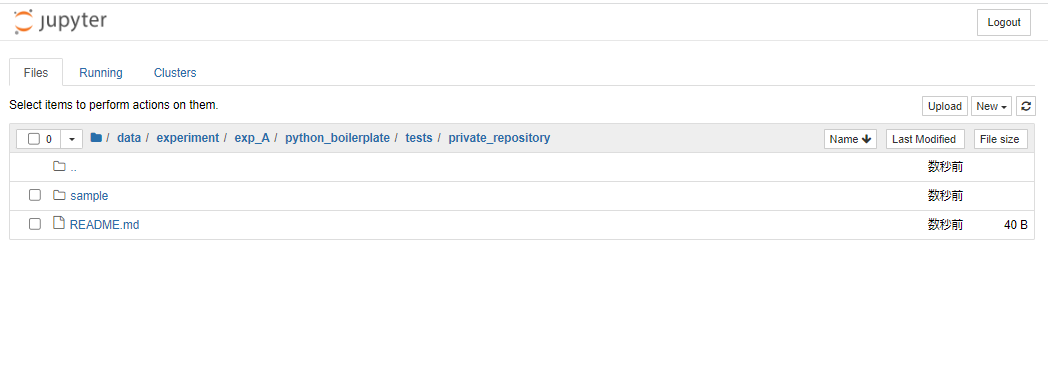 jupyter
Logout
Files Running Clusters
Select items to perform actions on them.
Upload New
0 / data / experiment / exp_A / python_boilerplate / tests / private_repository Name Last Modified File size
.. 数秒前
sample 数秒前
README.md 数秒前 40 B